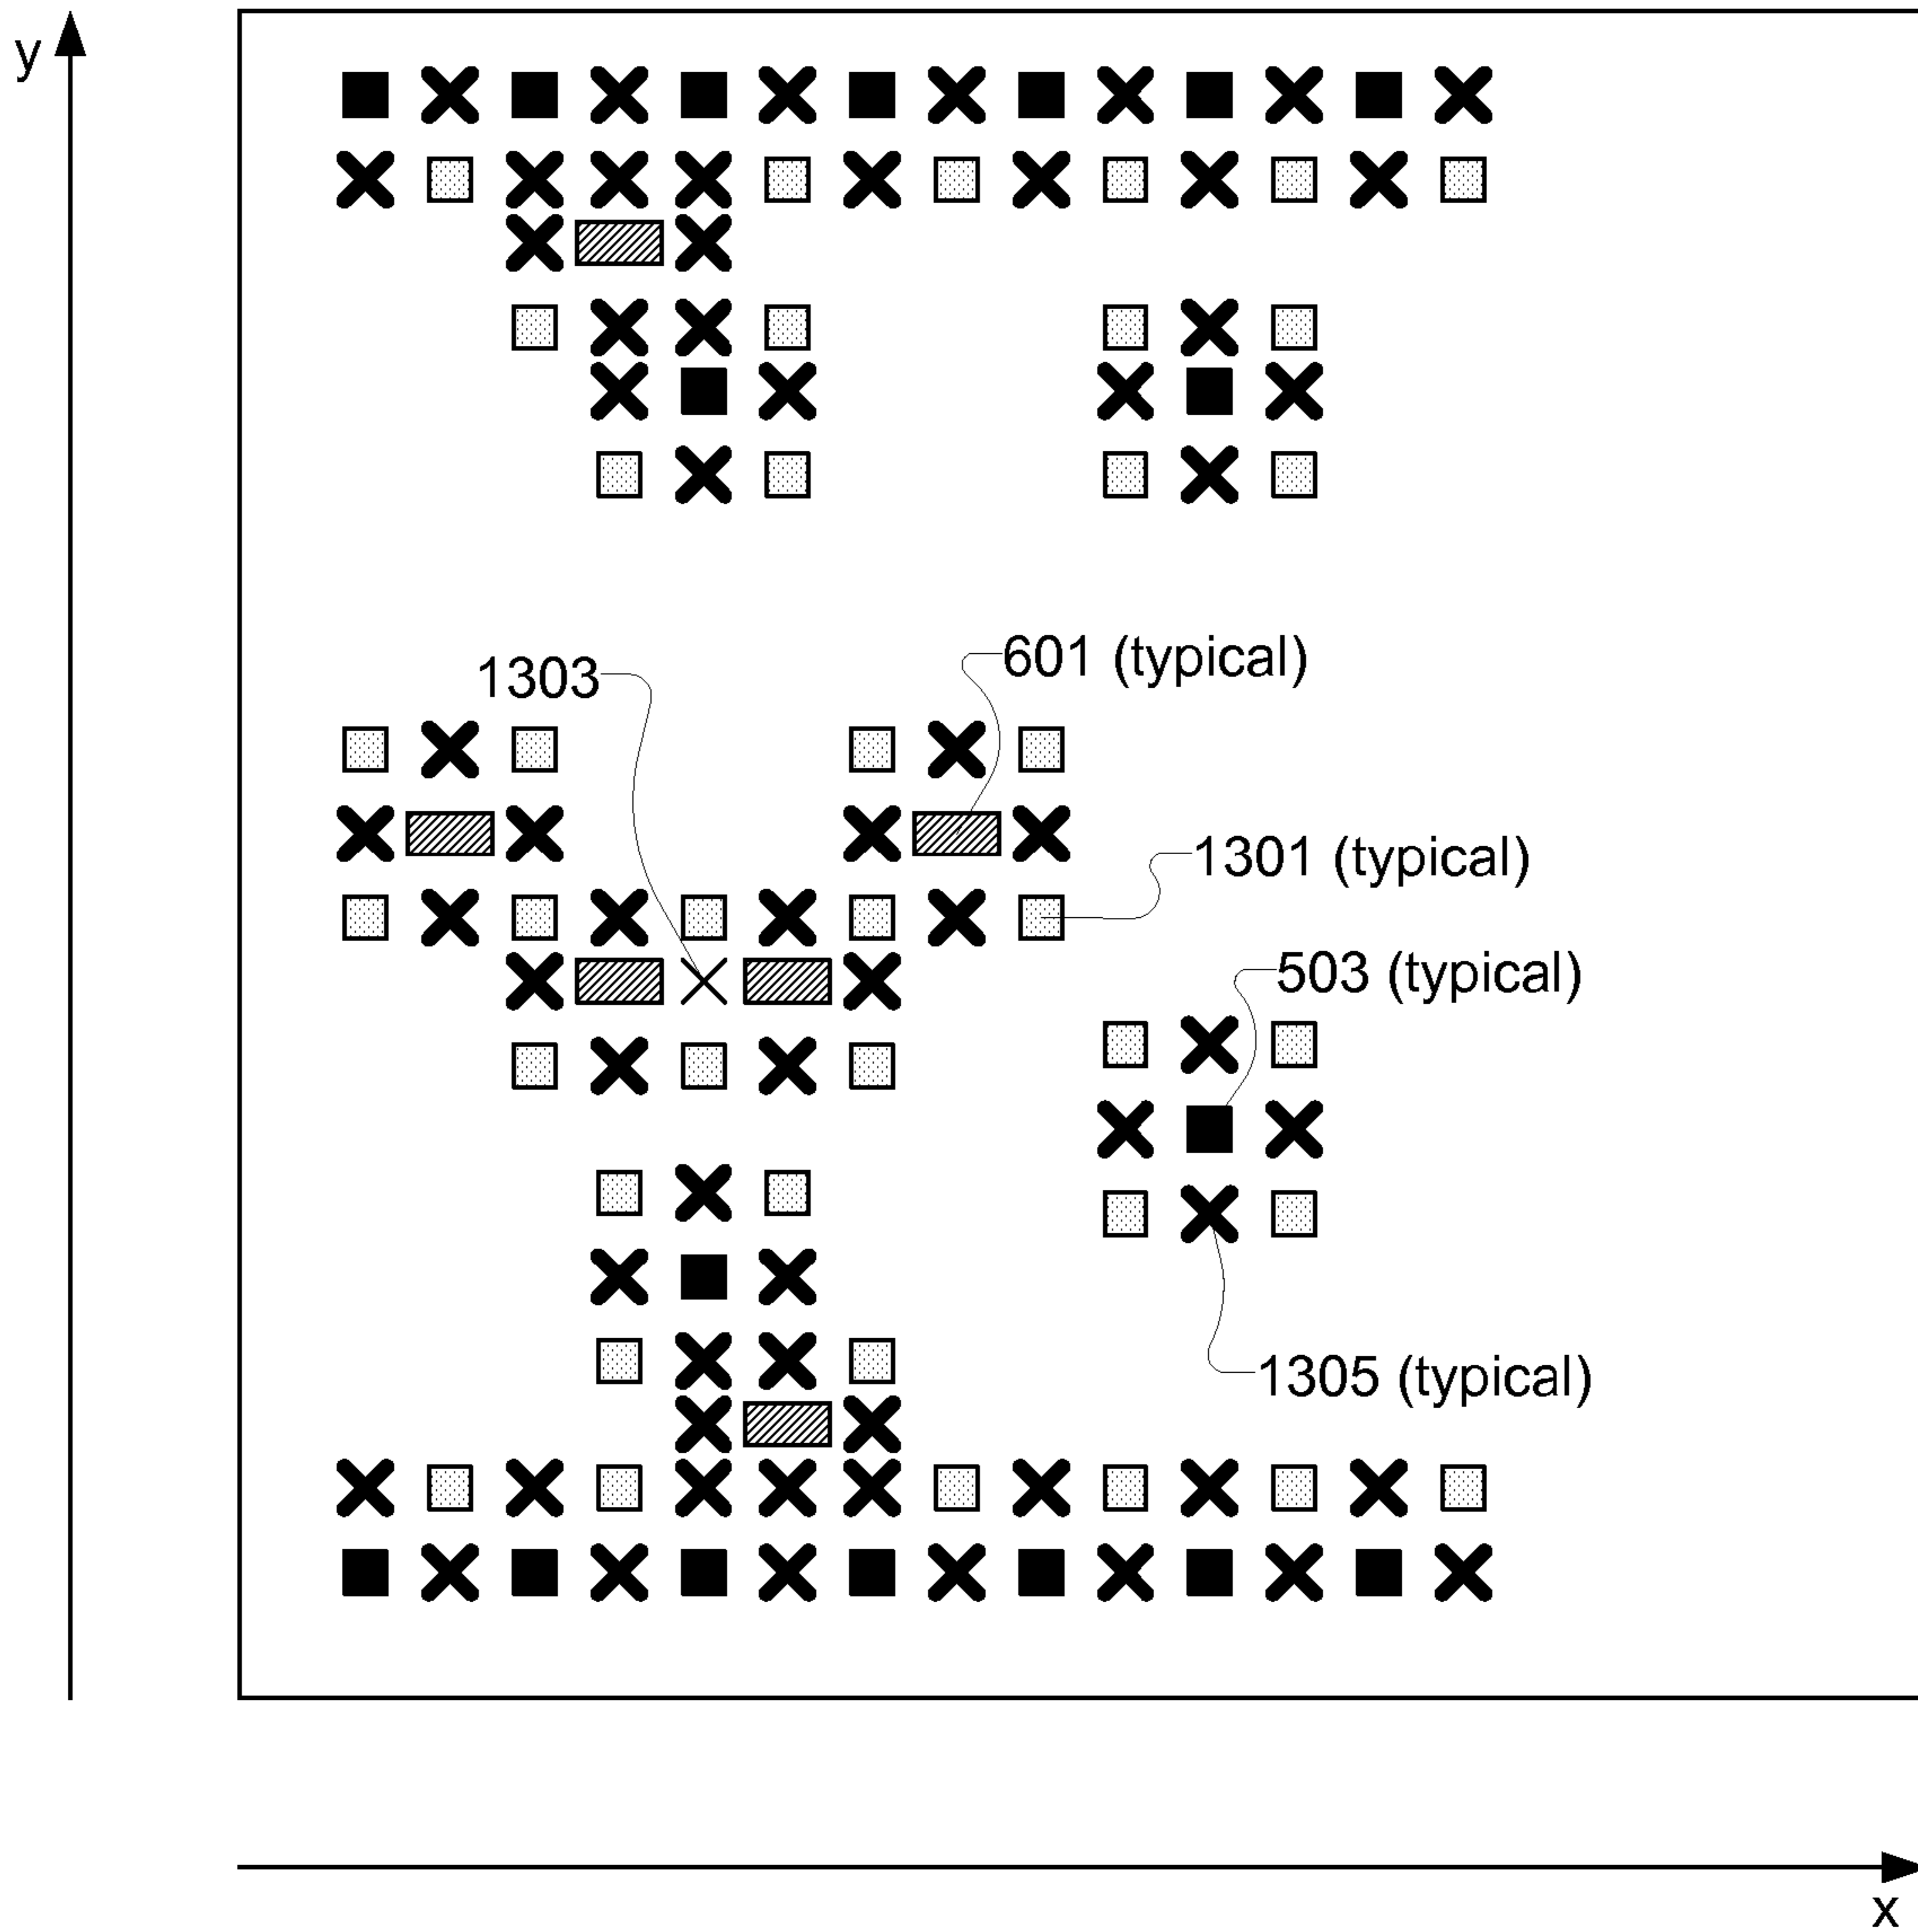 y
601 (typical)
1303
1301 (typical)
503 (typical)
1305 (typical)
x